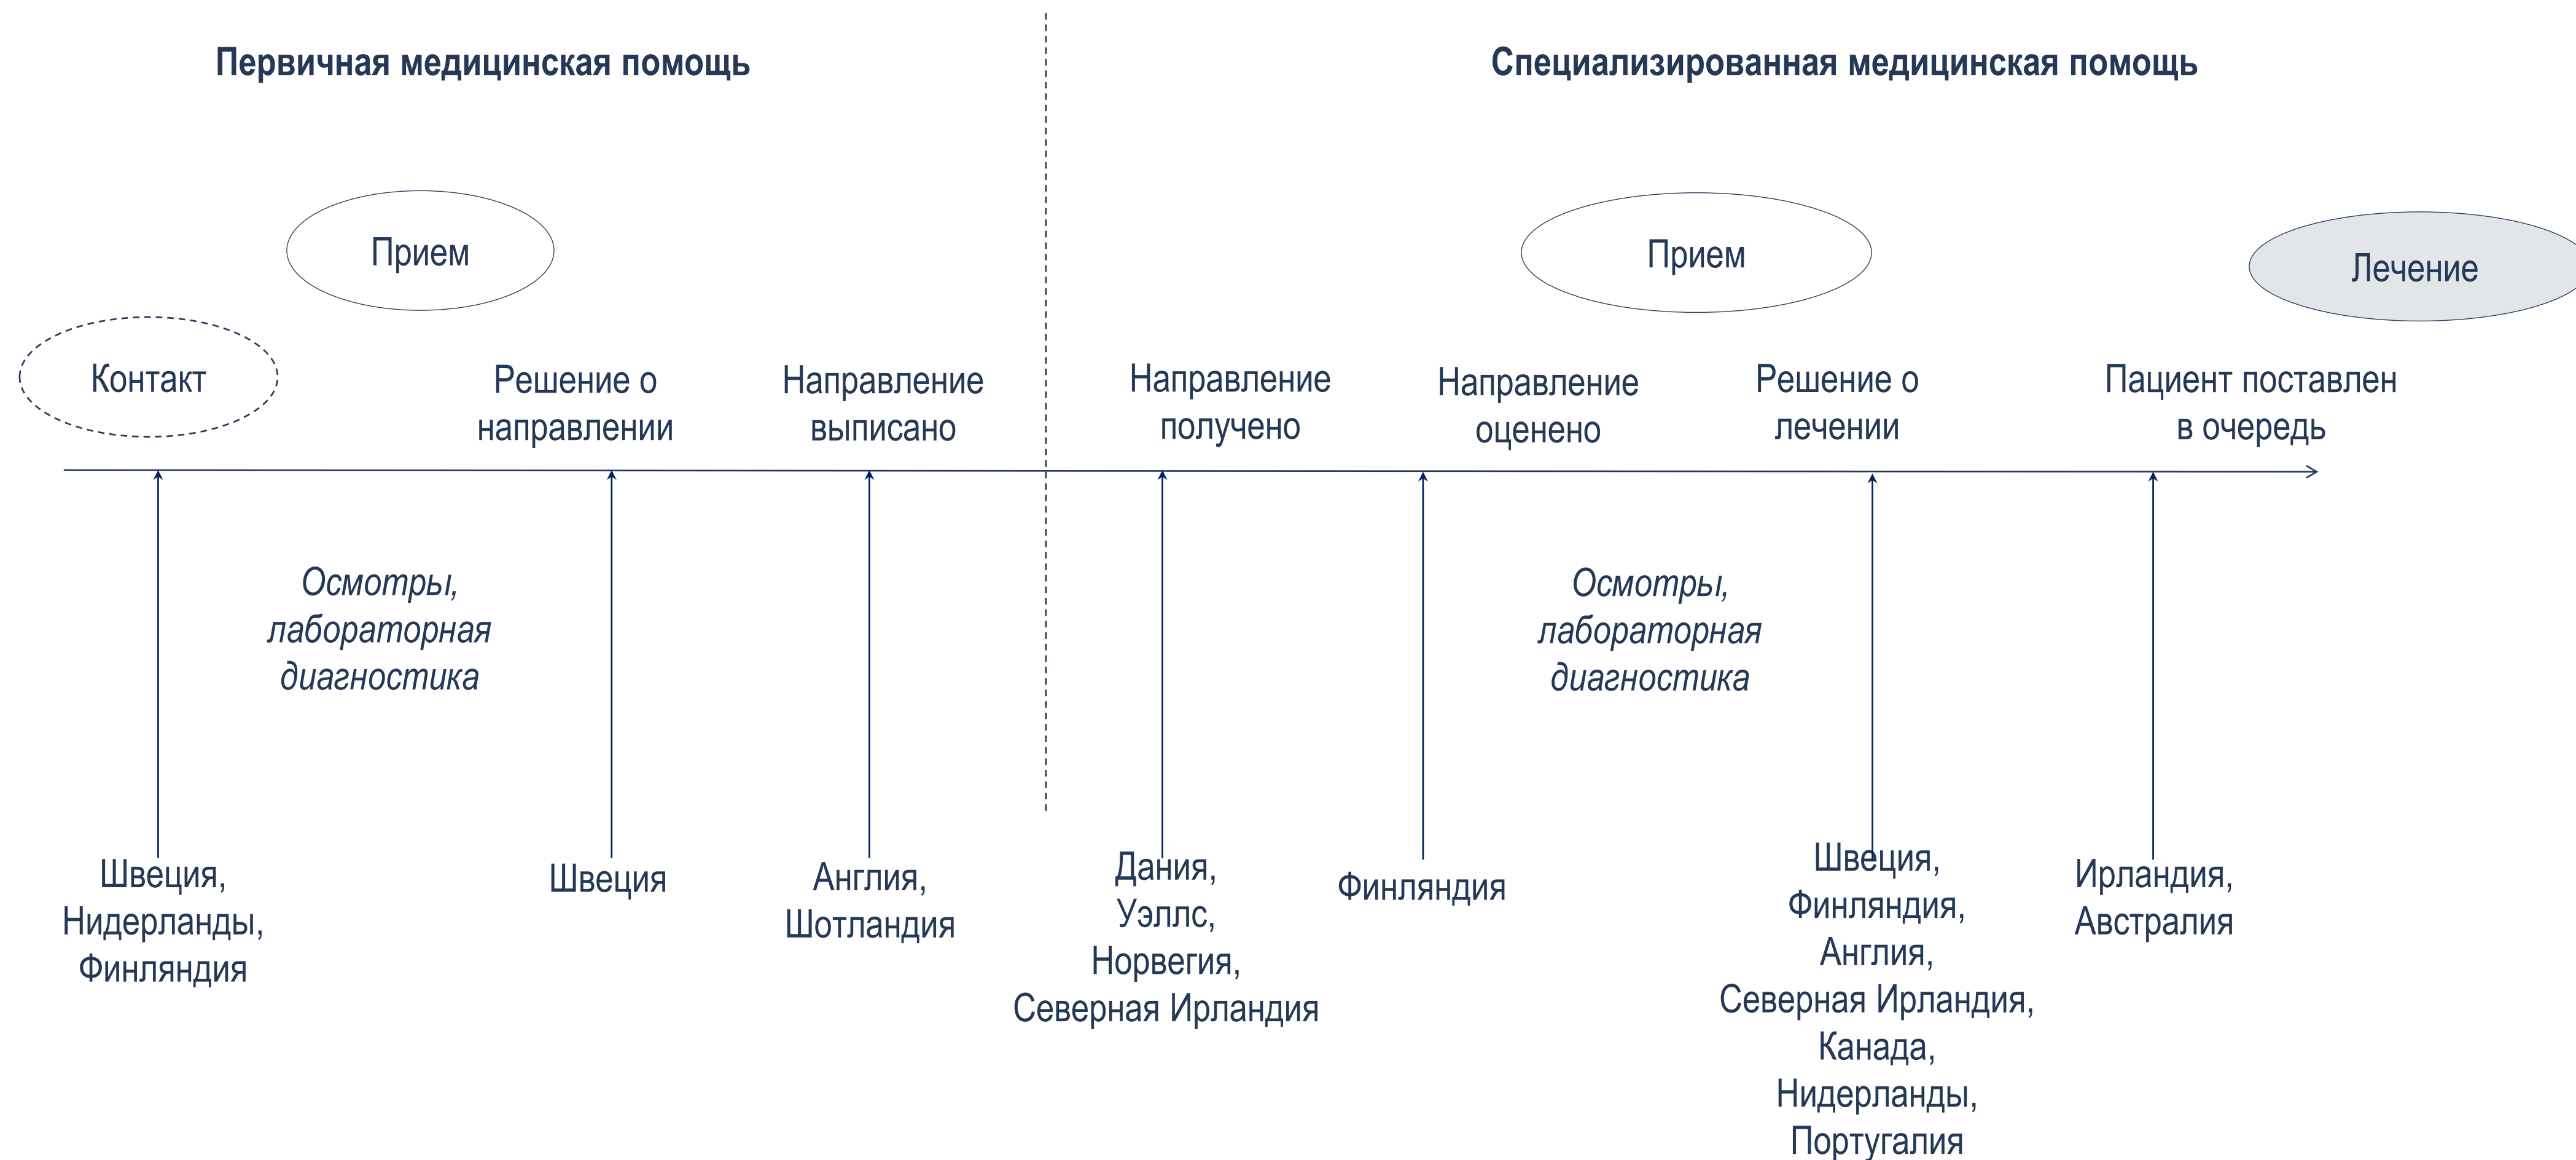 Первичная медицинская помощь
Специализированная медицинская помощь
Прием
Прием
Лечение
Контакт
Решение о
направлении
Направление
выписано
Направление
получено
Направление
оценено
Решение о
лечении
Пациент поставлен
в очередь
Осмотры,
лабораторная
диагностика
Осмотры,
лабораторная
диагностика
Швеция,
Нидерланды,
Финляндия
Швеция
Англия,
Шотландия
Дания,
Уэллс,
Норвегия,
Северная Ирландия
Финляндия
Швеция,
Финляндия,
Англия,
Северная Ирландия,
Канада,
Нидерланды,
Португалия
Ирландия,
Австралия